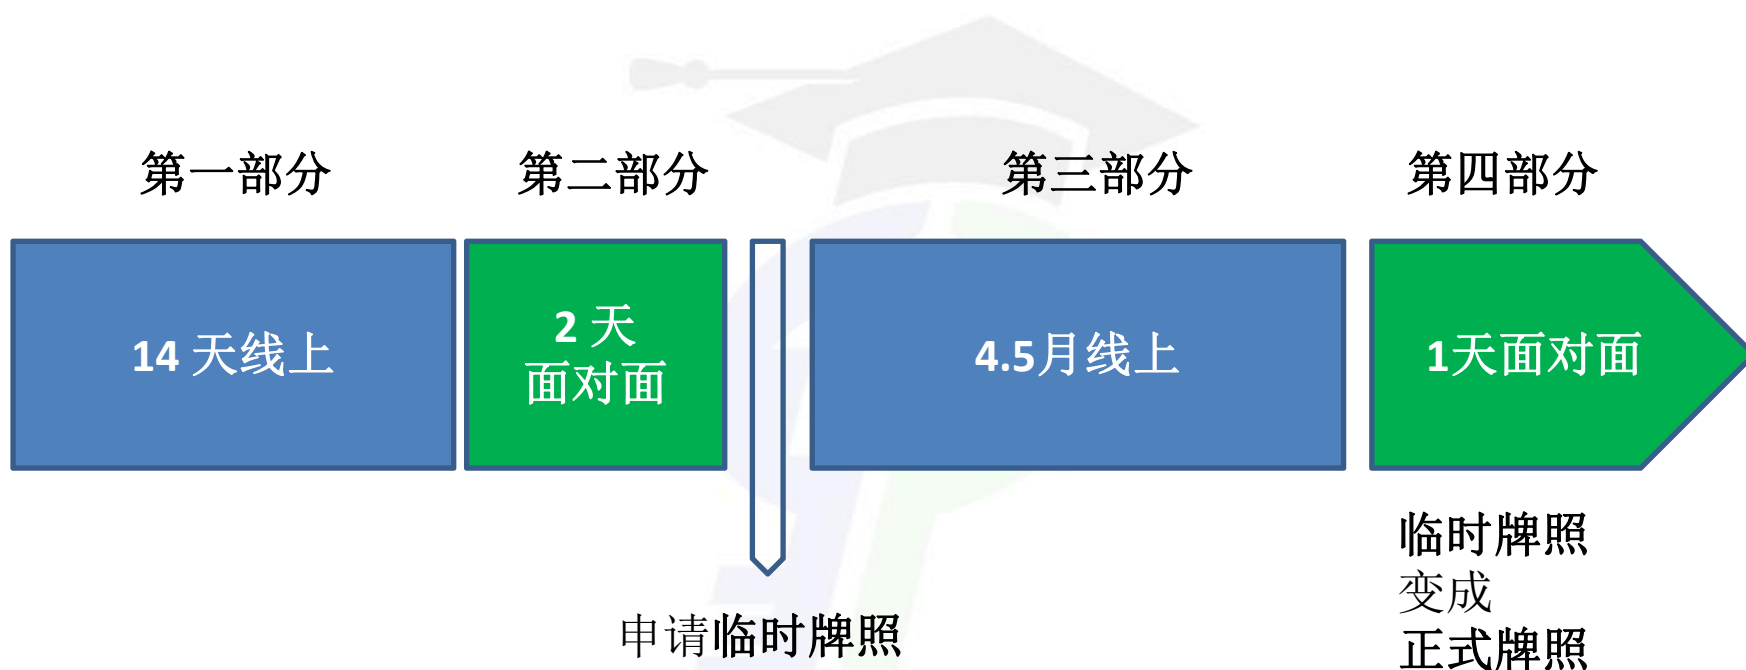 第一部分
第二部分
第三部分
第四部分
14 天线上
2 天
面对面
4.5月线上
1天面对面
申请临时牌照
临时牌照
变成
正式牌照